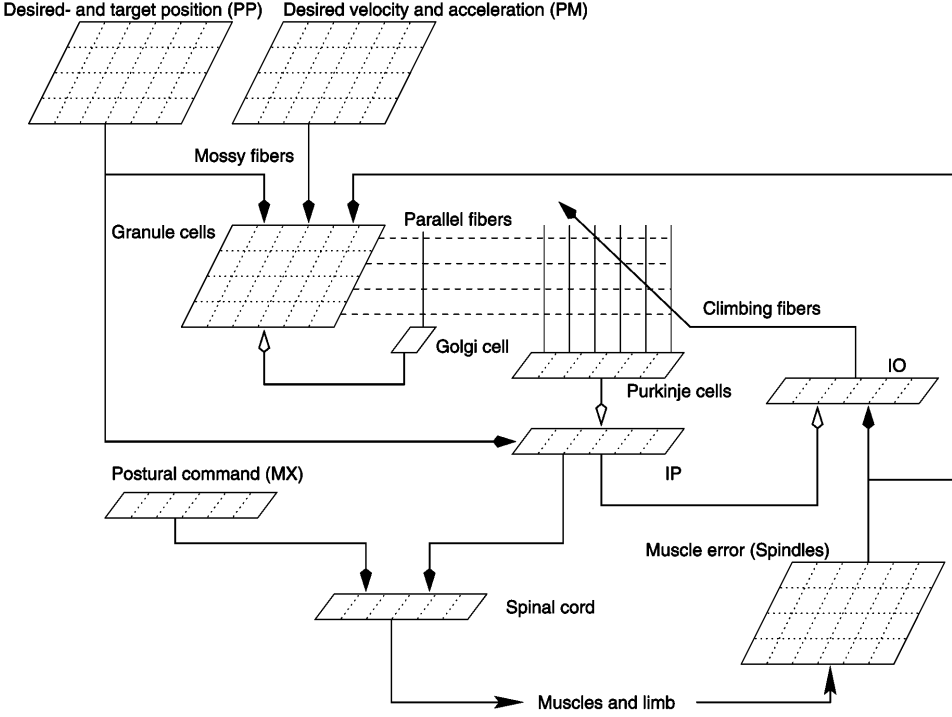 Desired- and target position (PP)
Desired velocity and acceleration (PM)
Mossy fibers
Granule cells
Parallel fibers
Climbing fibers
Golgi cell
IO
Purkinje cells
IP
Postural command (MX)
Muscle error (Spindles)
Spinal cord
Muscles and limb